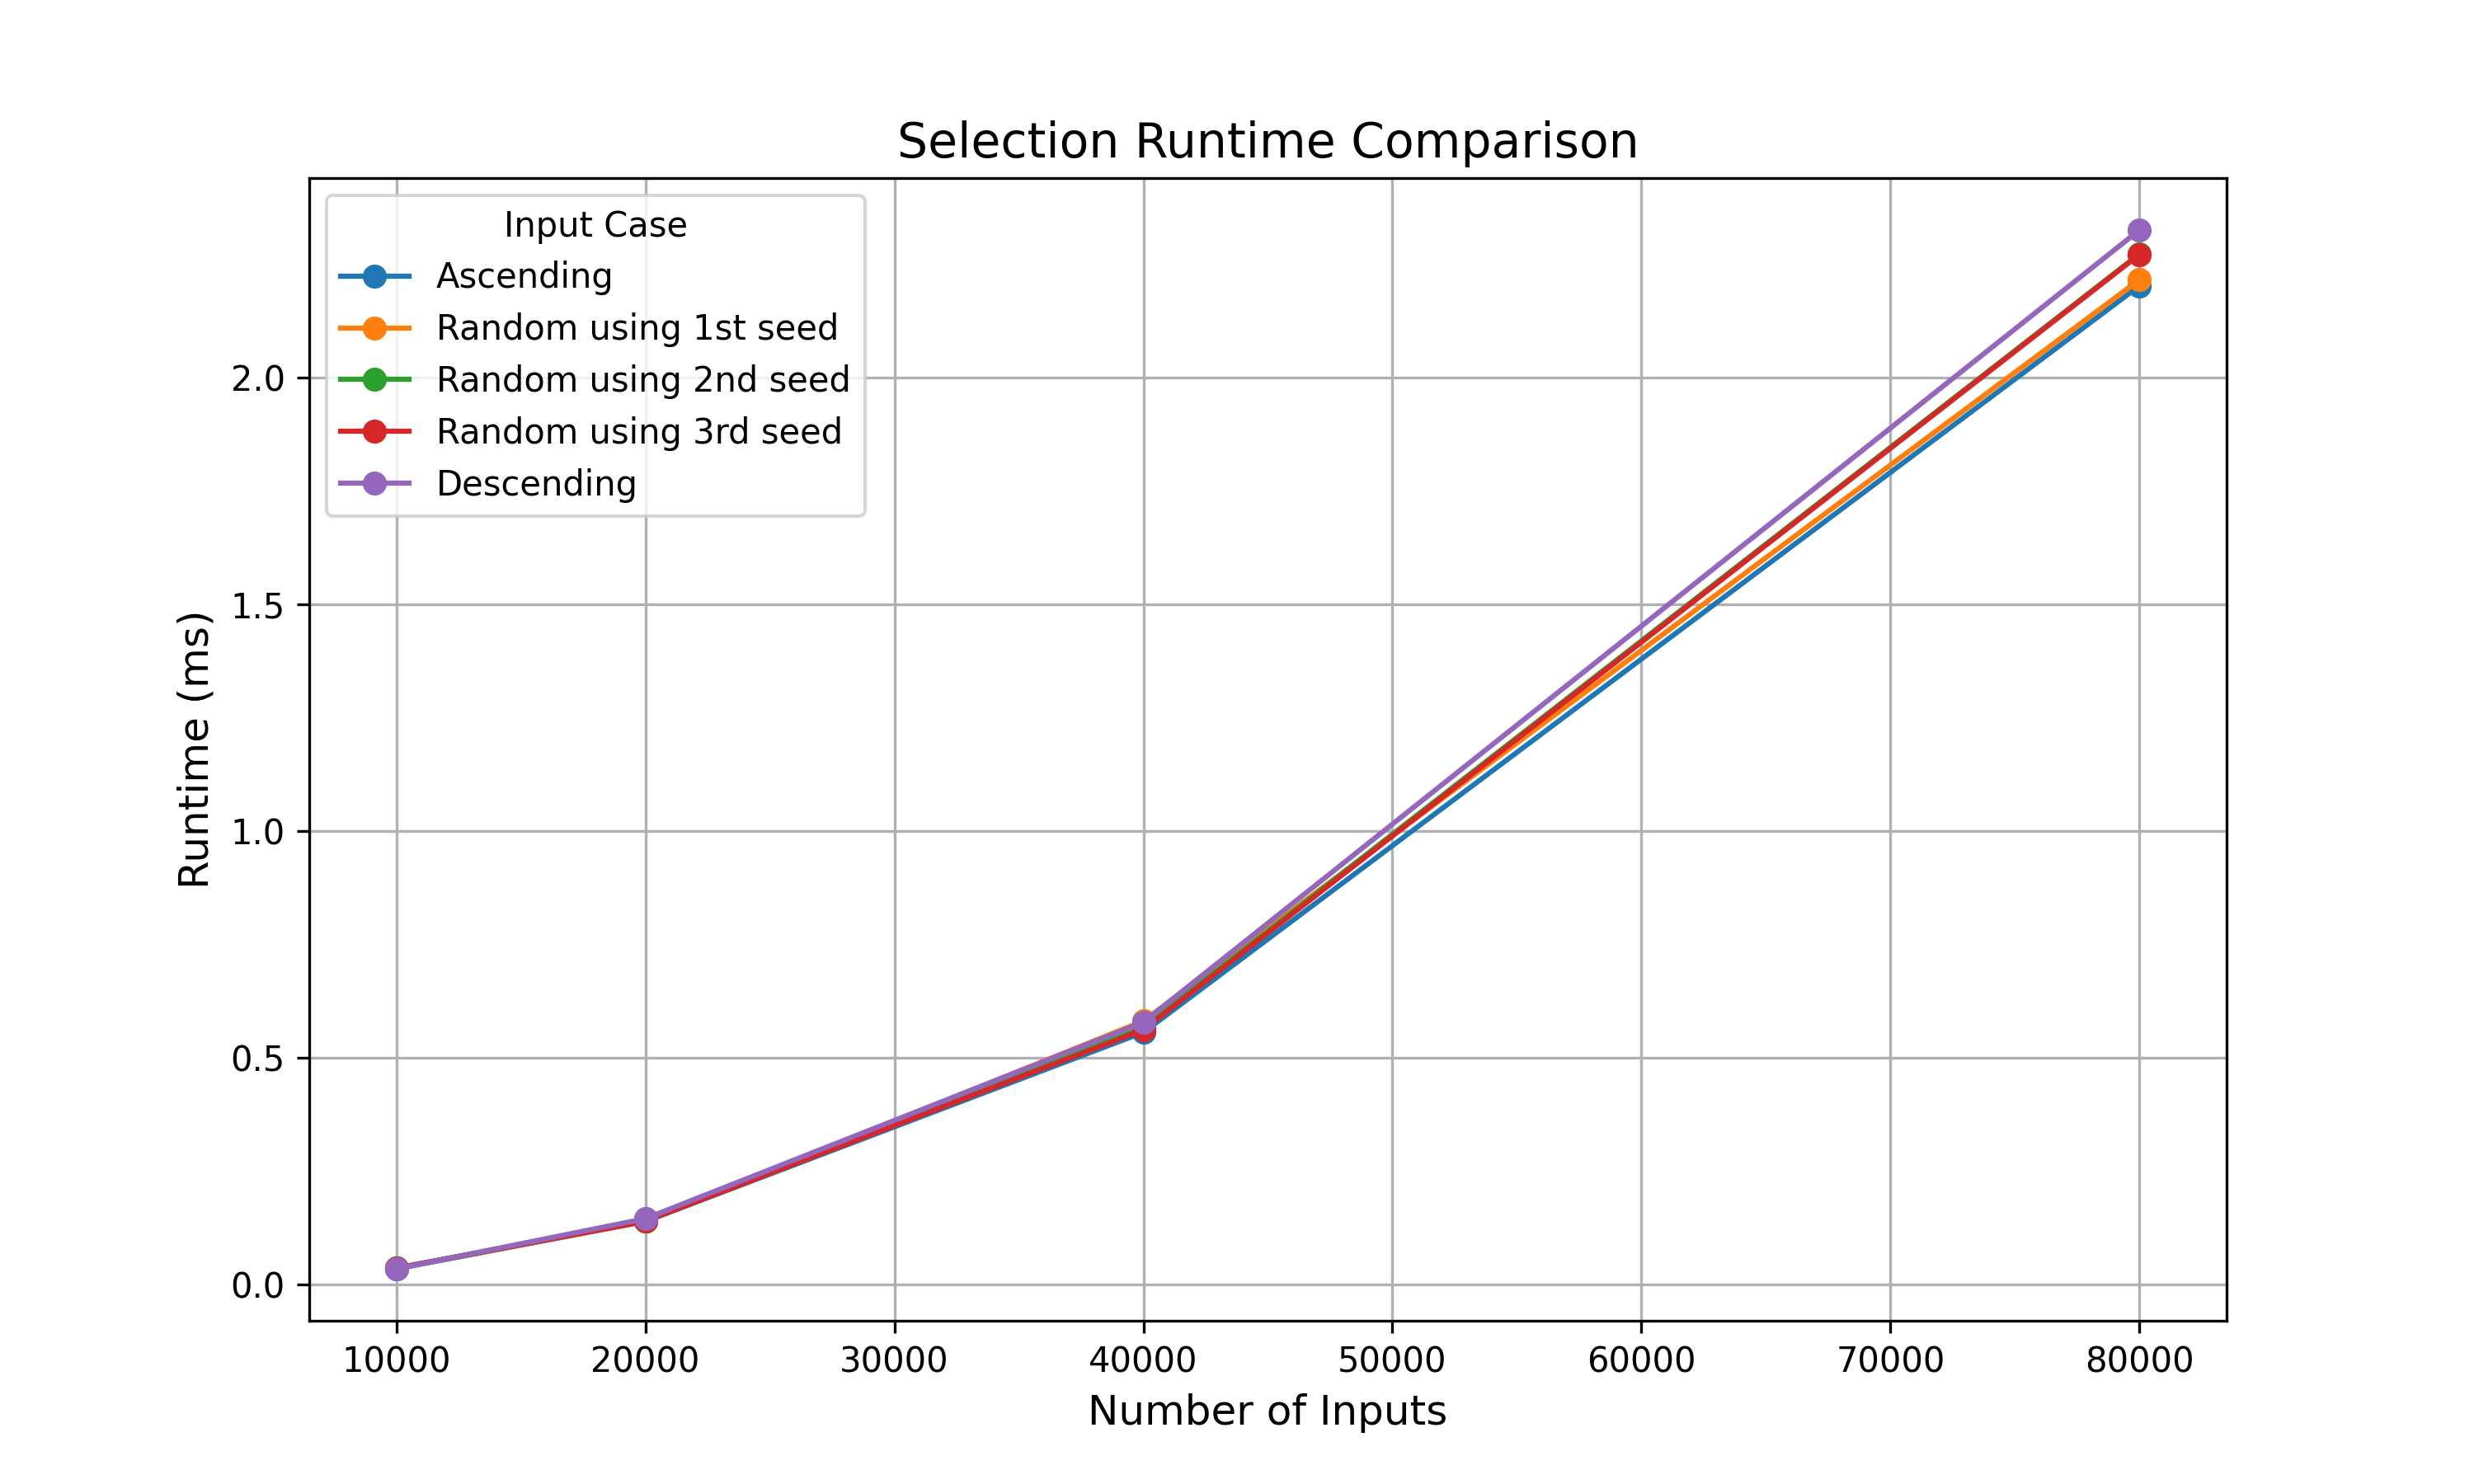 Selection Runtime Comparison
Input Case
Ascending
Random using 1st seed
Random using 2nd seed
Random using 3rd seed
Descending
Runtime (ms)
2.0
1.5
1.0
0.5
0.0
10000 20000 30000 40000 50000 60000 70000 80000
Number of Inputs